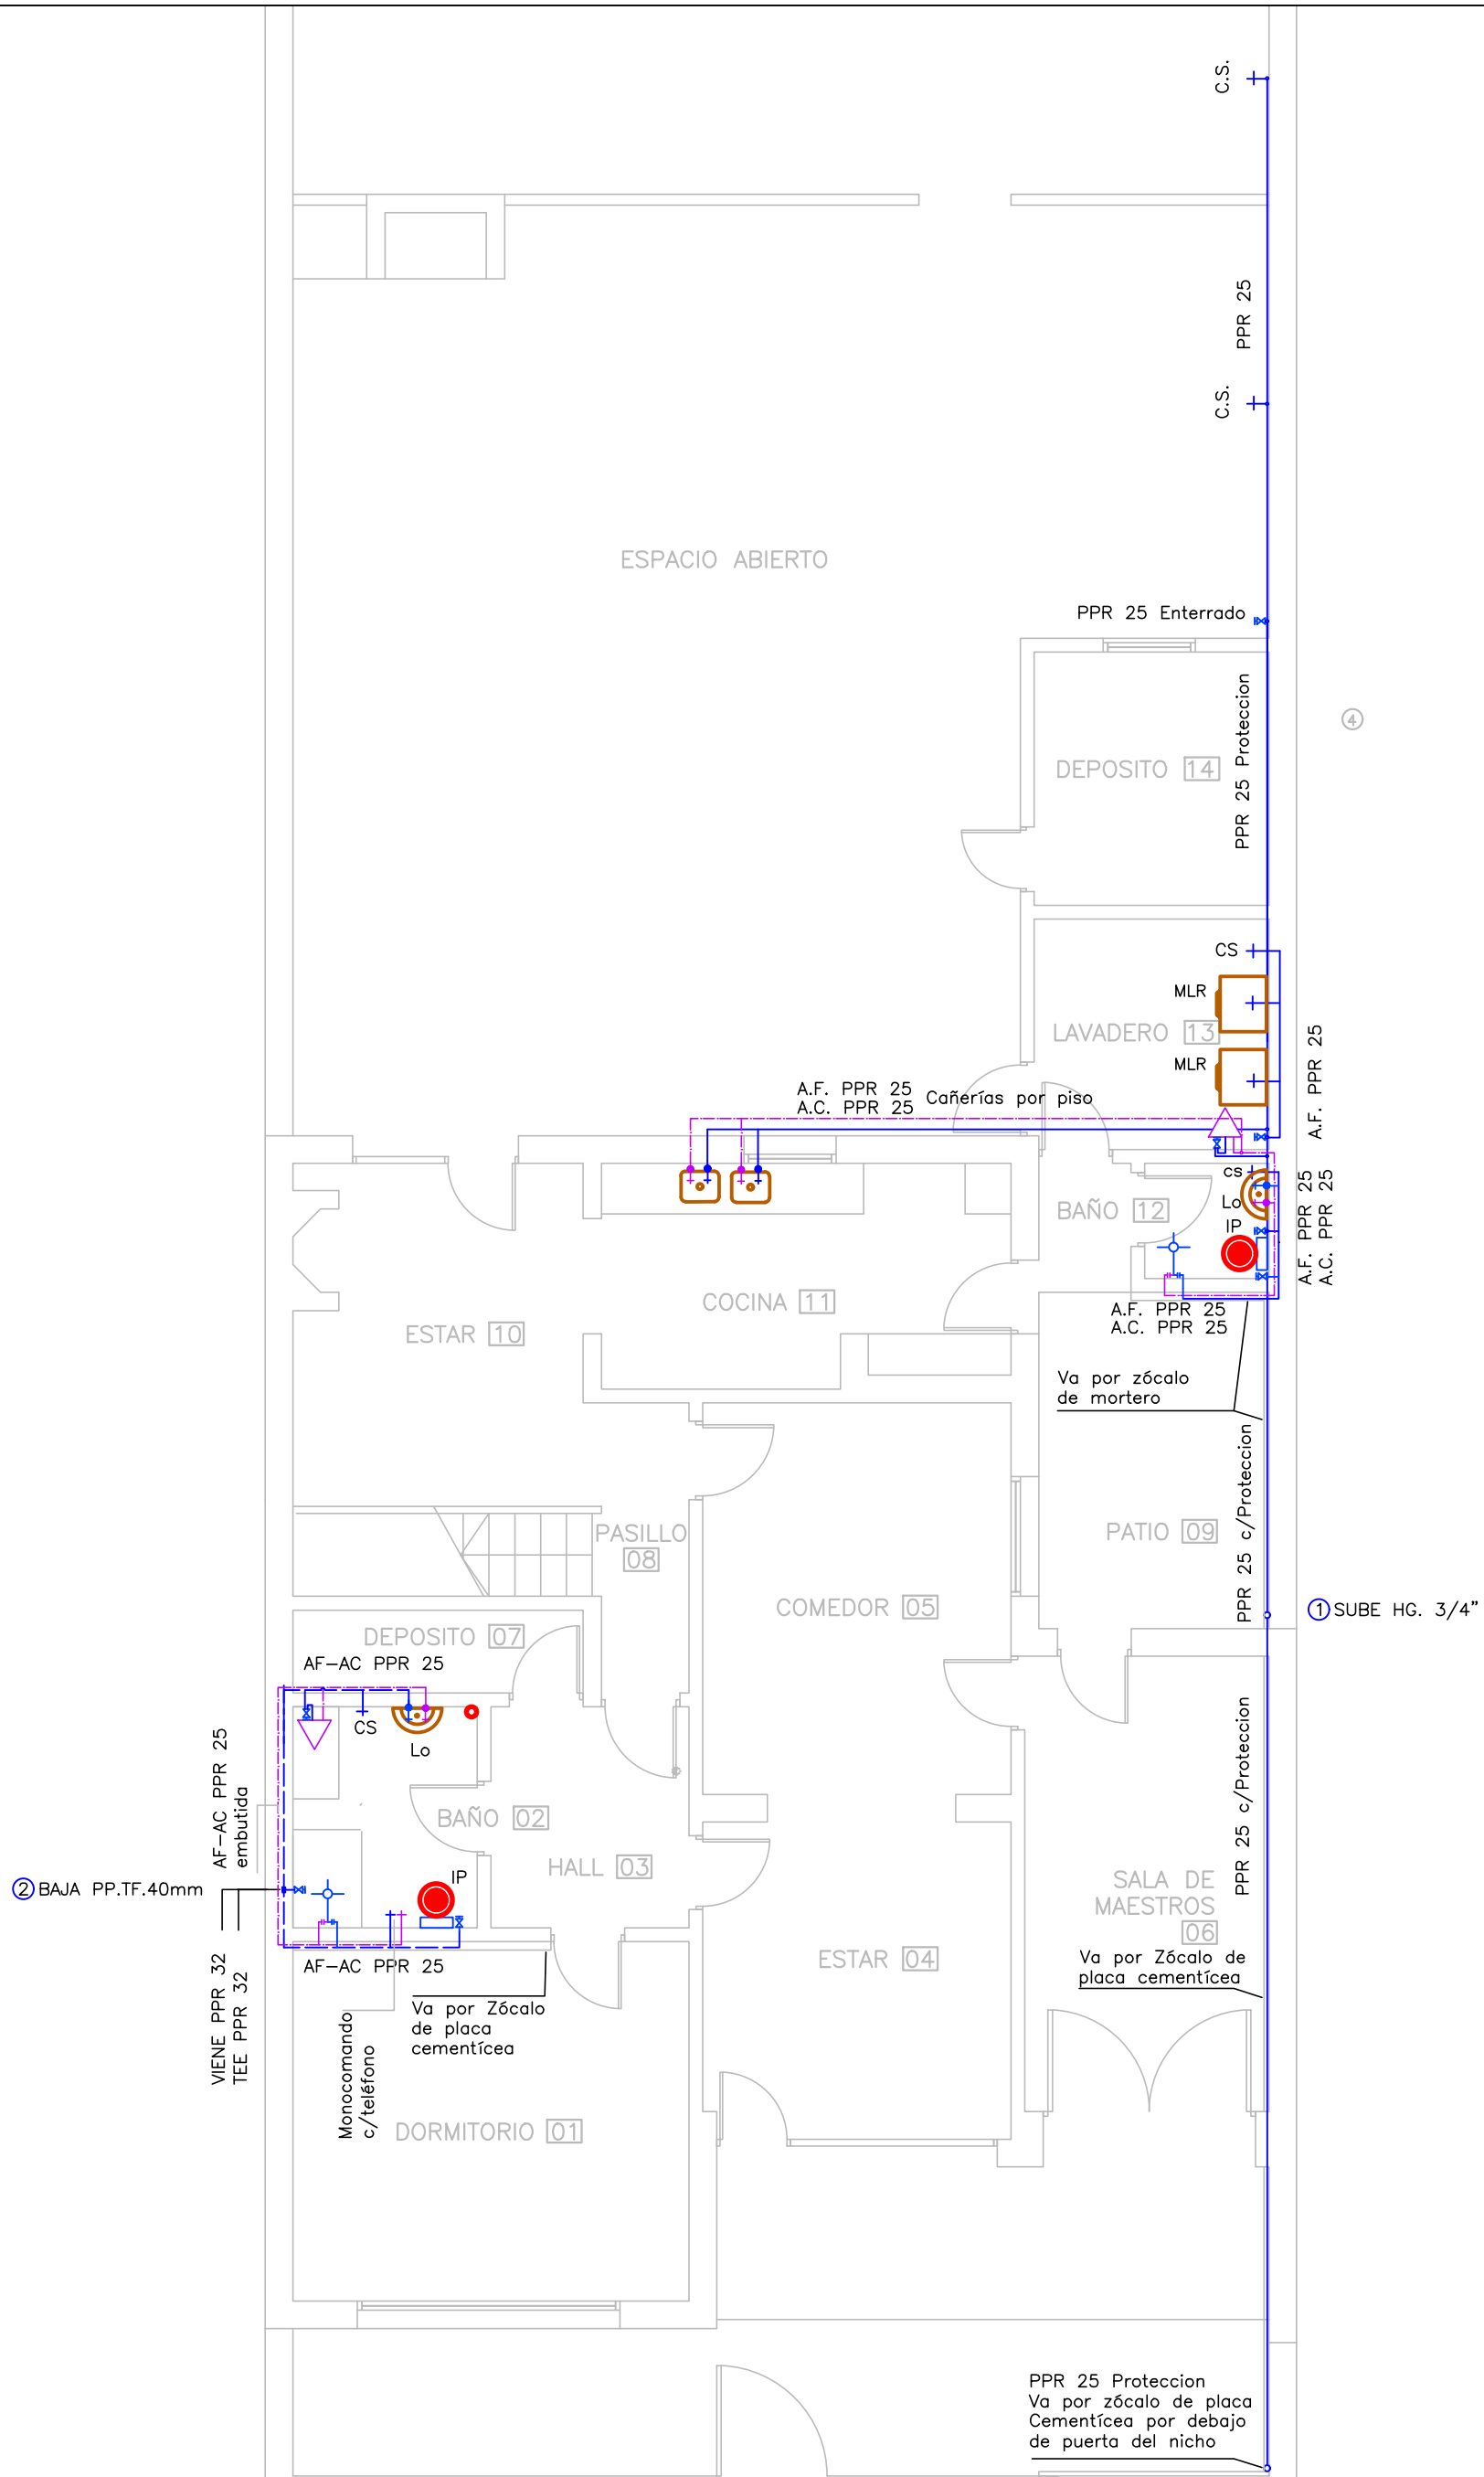 C.S.
PPR 25
C.S.
ESPACIO ABIERTO
PPR 25 Enterrado
PPR 25 Proteccion
4
DEPOSITO 14
CS
MLR
LAVADERO 13
MLR
A.F. PPR 25
A.F. PPR 25
A.C. PPR 25
Cañerías por piso
cs
Lo
BAÑO 12
IP
A.F. PPR 25
A.C. PPR 25
COCINA 11
A.F. PPR 25
A.C. PPR 25
ESTAR 10
Va por zócalo
de mortero
PPR 25 c/Proteccion
PASILLO
08
PATIO 09
COMEDOR 05
1 SUBE HG. 3/4”
DEPOSITO 07
AF-AC PPR 25
CS
Lo
AF-AC PPR 25
embutida
BAÑO 02
PPR 25 c/Proteccion
HALL 03
IP
2 BAJA PP.TF.40mm
SALA DE
MAESTROS
06
ESTAR 04
AF-AC PPR 25
Va por Zócalo de
placa cementícea
VIENE PPR 32
TEE PPR 32
Va por Zócalo
de placa
cementícea
Monocomando
c/teléfono
DORMITORIO 01
PPR 25 Proteccion
Va por zócalo de placa
Cementícea por debajo
de puerta del nicho